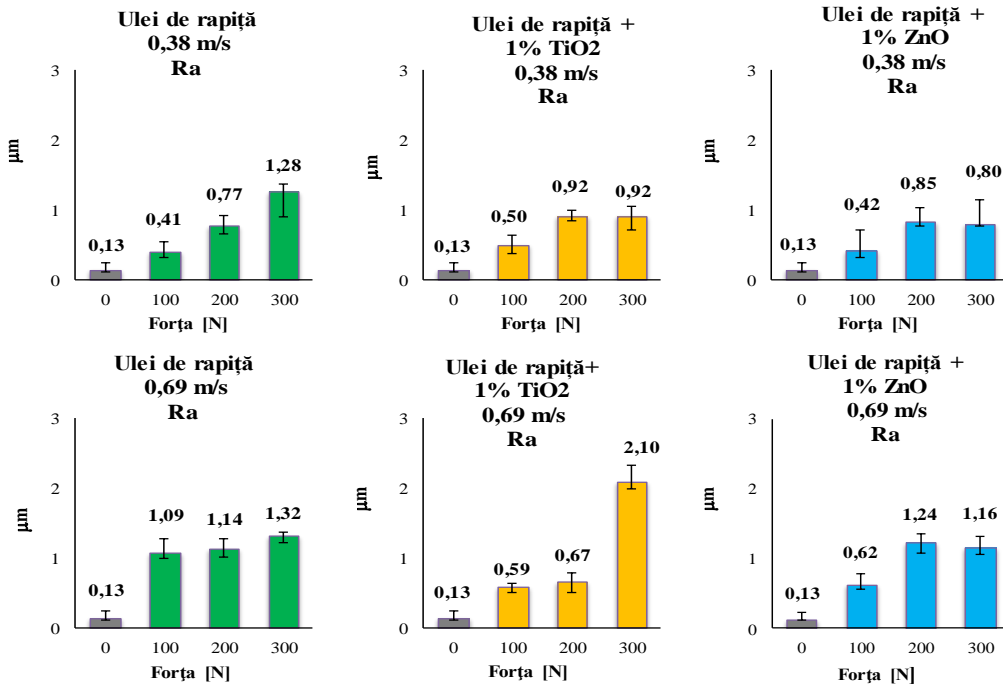 Ulei de rapiță
0,38 m/s
Ra
μm
3
2
1
0
0,13
0,41
0,77
1,28
0 100 200 300
Forţa [N]
Ulei de rapiță +
1% TiO2
0,38 m/s
Ra
μm
3
2
1
0
0,13
0,50
0,92
0,92
0 100 200 300
Forţa [N]
Ulei de rapiță +
1% ZnO
0,38 m/s
Ra
μm
3
2
1
0
0,13
0,42
0,85
0,80
0 100 200 300
Forţa [N]
Ulei de rapiță
0,69 m/s
Ra
μm
3
2
1
0
0,13
1,09
1,14
1,32
0 100 200 300
Forţa [N]
Ulei de rapiță+
1% TiO2
0,69 m/s
Ra
μm
3
2
1
0
0,13
0,59
0,67
2,10
0 100 200 300
Forţa [N]
Ulei de rapiță +
1% ZnO
0,69 m/s
Ra
μm
3
2
1
0
0,13
0,62
1,24
1,16
0 100 200 300
Forţa [N]